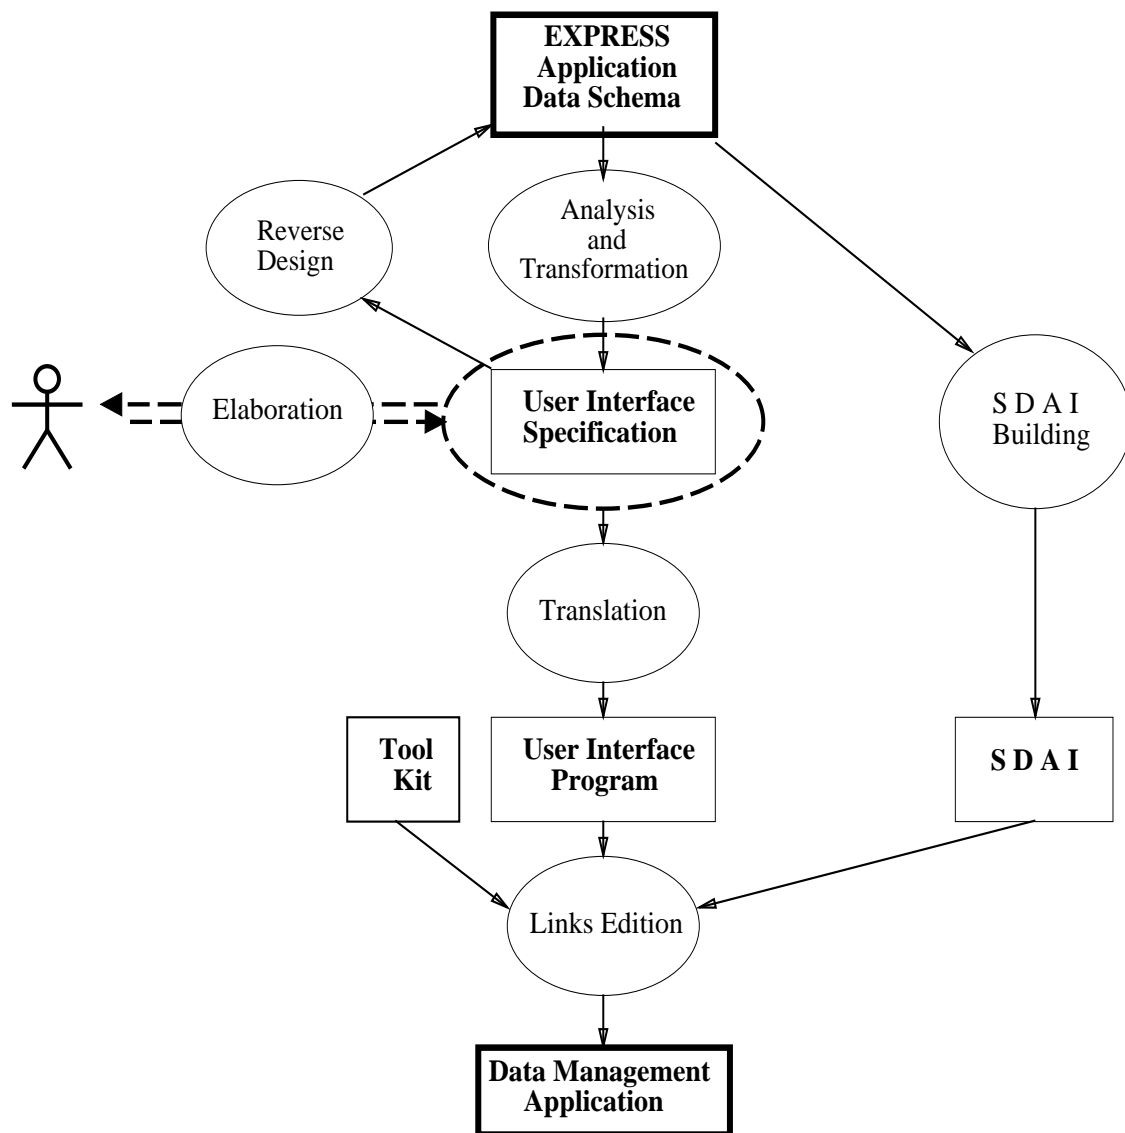 EXPRESS
Application
Data Schema
Reverse
Design
Analysis
and
Transformation
Elaboration
User Interface
Specification
S D A I
Building
Translation
Tool
Kit
User Interface
Program
S D A I
Links Edition
Data Management
Application